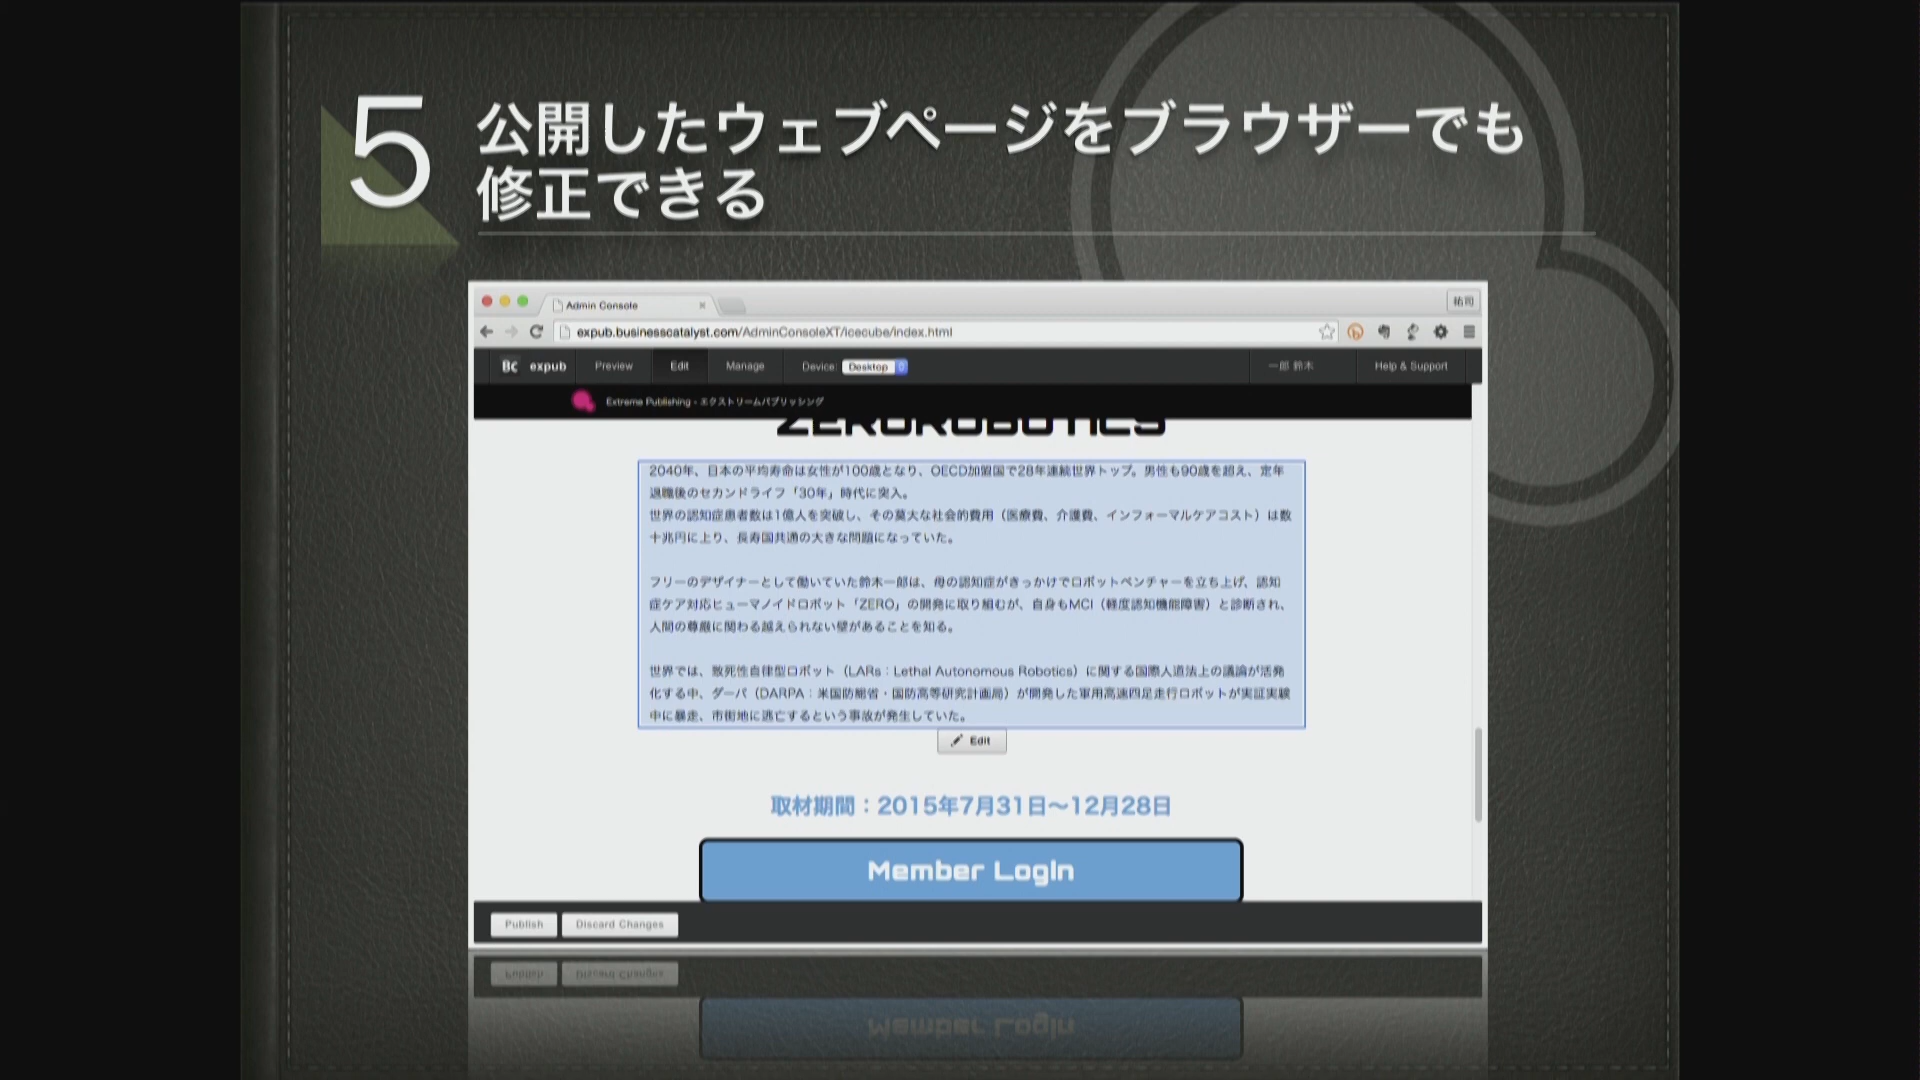 5
公開したウェブページをブラウザーでも
修正できる
Admin Console
祐司
expub.businesscatalyst.com/AdminConsoleXT/icecube/index.html
Bc expub Preview Edit Manage Device: Desktop 一郎 鈴木 Help & Support
Extreme Publishing - エクストリームパブリッシング
ZEROROBOTICS
2040年、日本の平均寿命は女性が100歳となり、OECD加盟国で28年連続世界トップ。男性も90歳を超え、定年
退職後のセカンドライフ「30年」時代に突入。
世界の認知症患者数は1億人を突破し、その莫大な社会的費用（医療費、介護費、インフォーマルケアコスト）は数
十兆円に上り、長寿国共通の大きな問題になっていた。
フリーのデザイナーとして働いていた鈴木一郎は、母の認知症がきっかけでロボットベンチャーを立ち上げ、認知
症ケア対応ヒューマノイドロボット「ZERO」の開発に取り組むが、自身もMCI（軽度認知機能障害）と診断され、
人間の尊厳に関わる越えられない壁があることを知る。
世界では、致死性自律型ロボット（LARs：Lethal Autonomous Robotics）に関する国際人道法上の議論が活発
化する中、ダーパ（DARPA：米国防総省・国防高等研究計画局）が開発した軍用高速四足走行ロボットが実証実験
中に暴走、市街地に逃亡するという事故が発生していた。
Edit
取材期間：2015年7月31日〜12月28日
Member LogIn
Publish Discard Changes